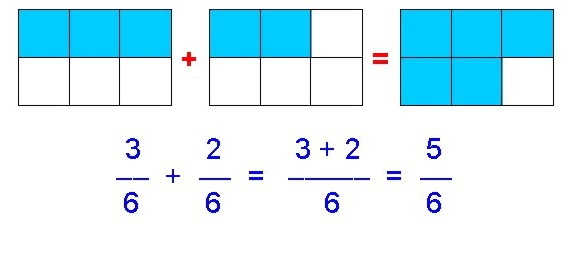 + =
3 2 3 + 2 5
+ = =
6 6 6 6